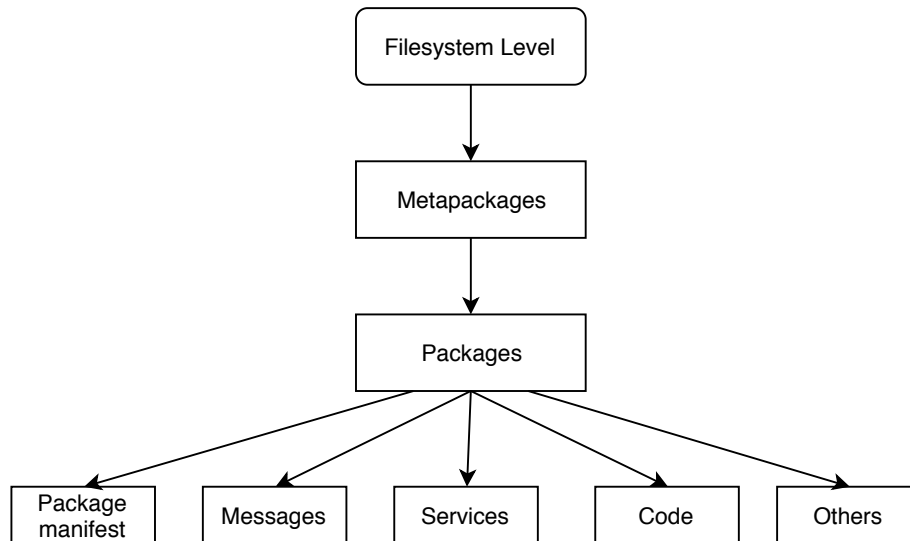 Filesystem Level
Metapackages
Packages
Package
manifest
Messages
Services
Code
Others